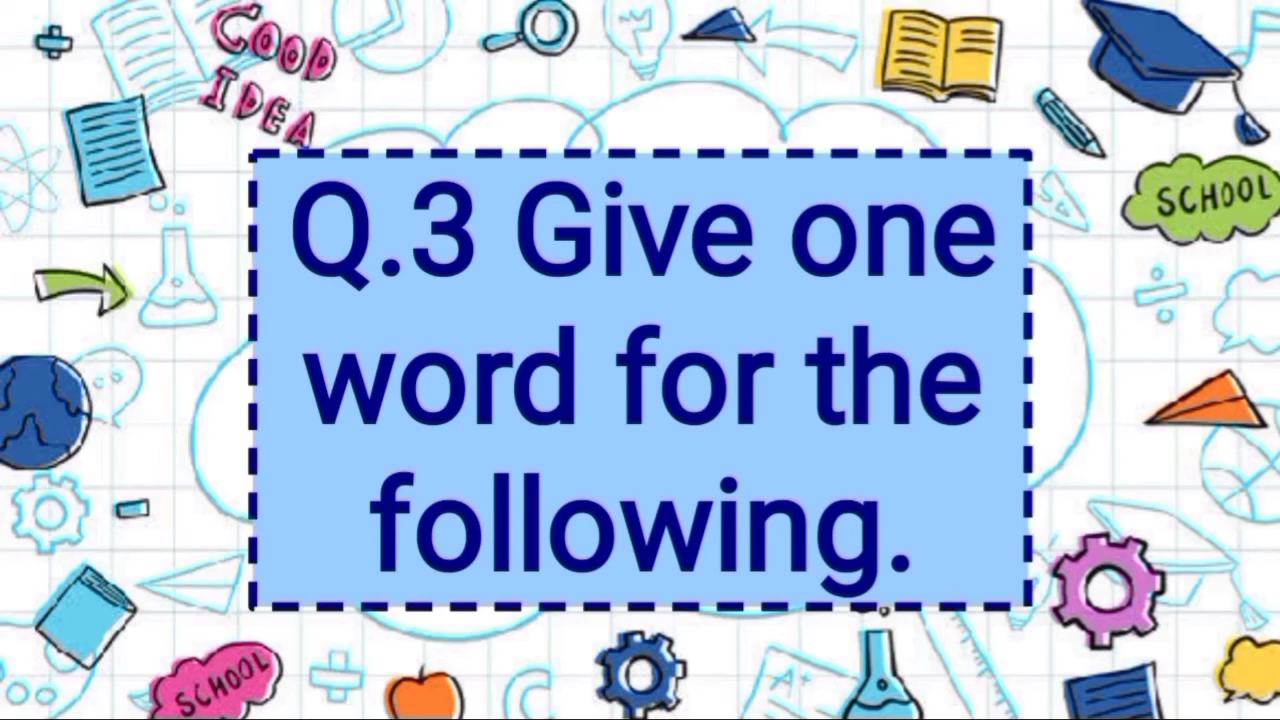 GOOD
IDEA
SCHOOL
Q.3 Give one
word for the
following.
SCHOOL
A+